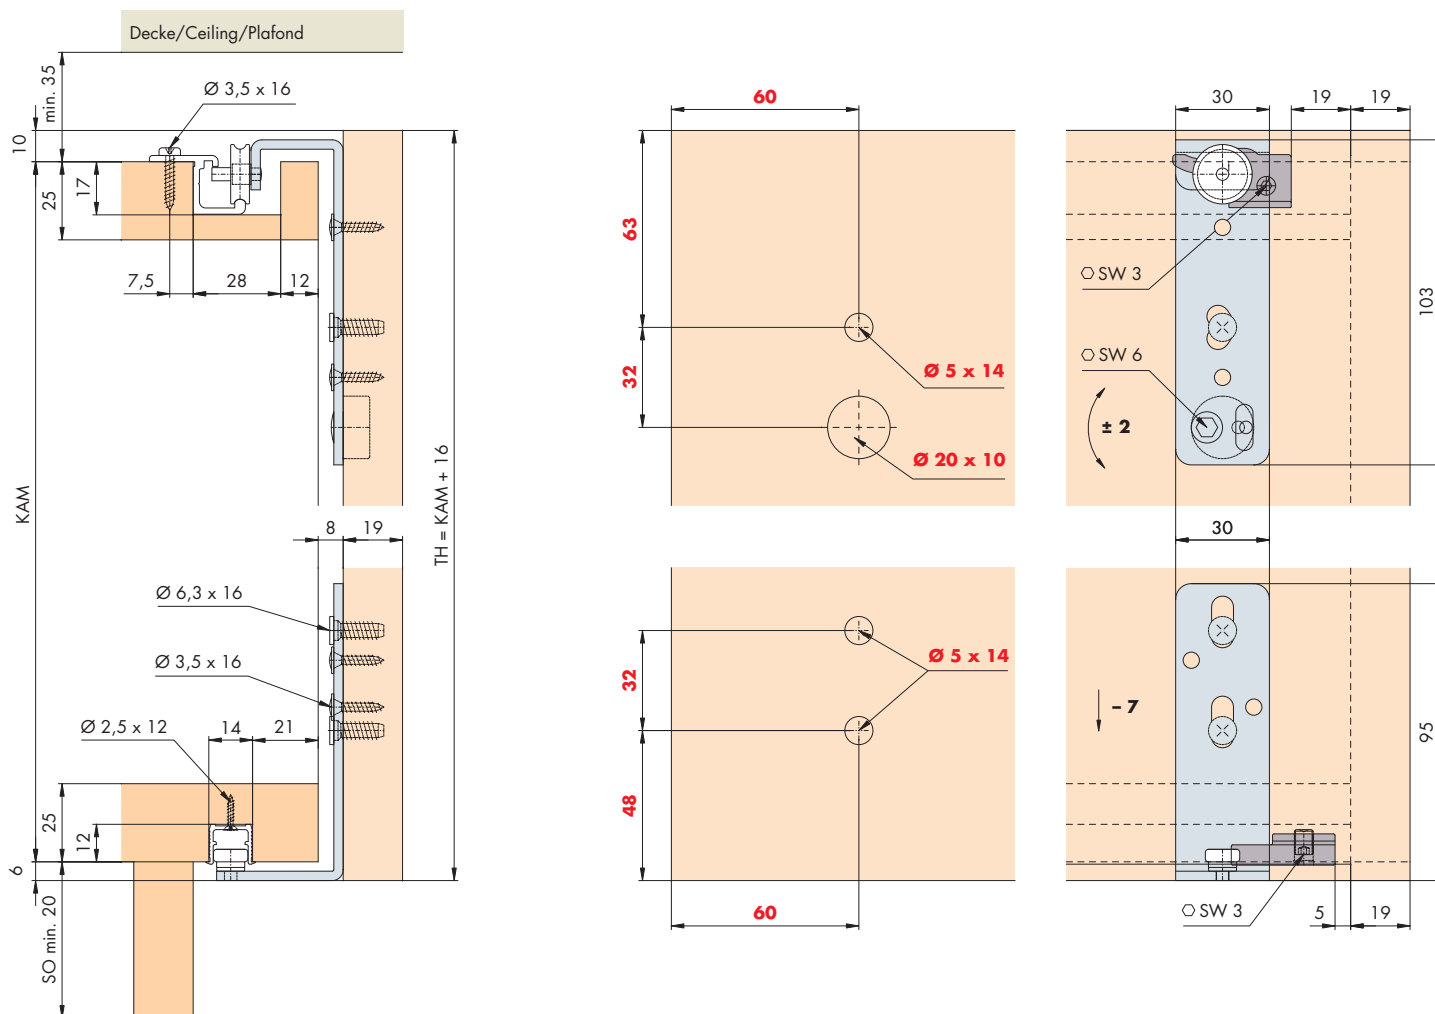 Decke/Ceiling/Plafond
min. 35
Ø 3,5 x 16
10
17
25
7,5
28
12
KAM
TH = KAM + 16
8
19
Ø 6,3 x 16
Ø 3,5 x 16
Ø 2,5 x 12
14
21
25
12
6
SO min. 20
60
63
32
Ø 5 x 14
Ø 20 x 10
32
Ø 5 x 14
48
60
30
19
19
SW 3
103
SW 6
± 2
30
– 7
95
SW 3
5
19